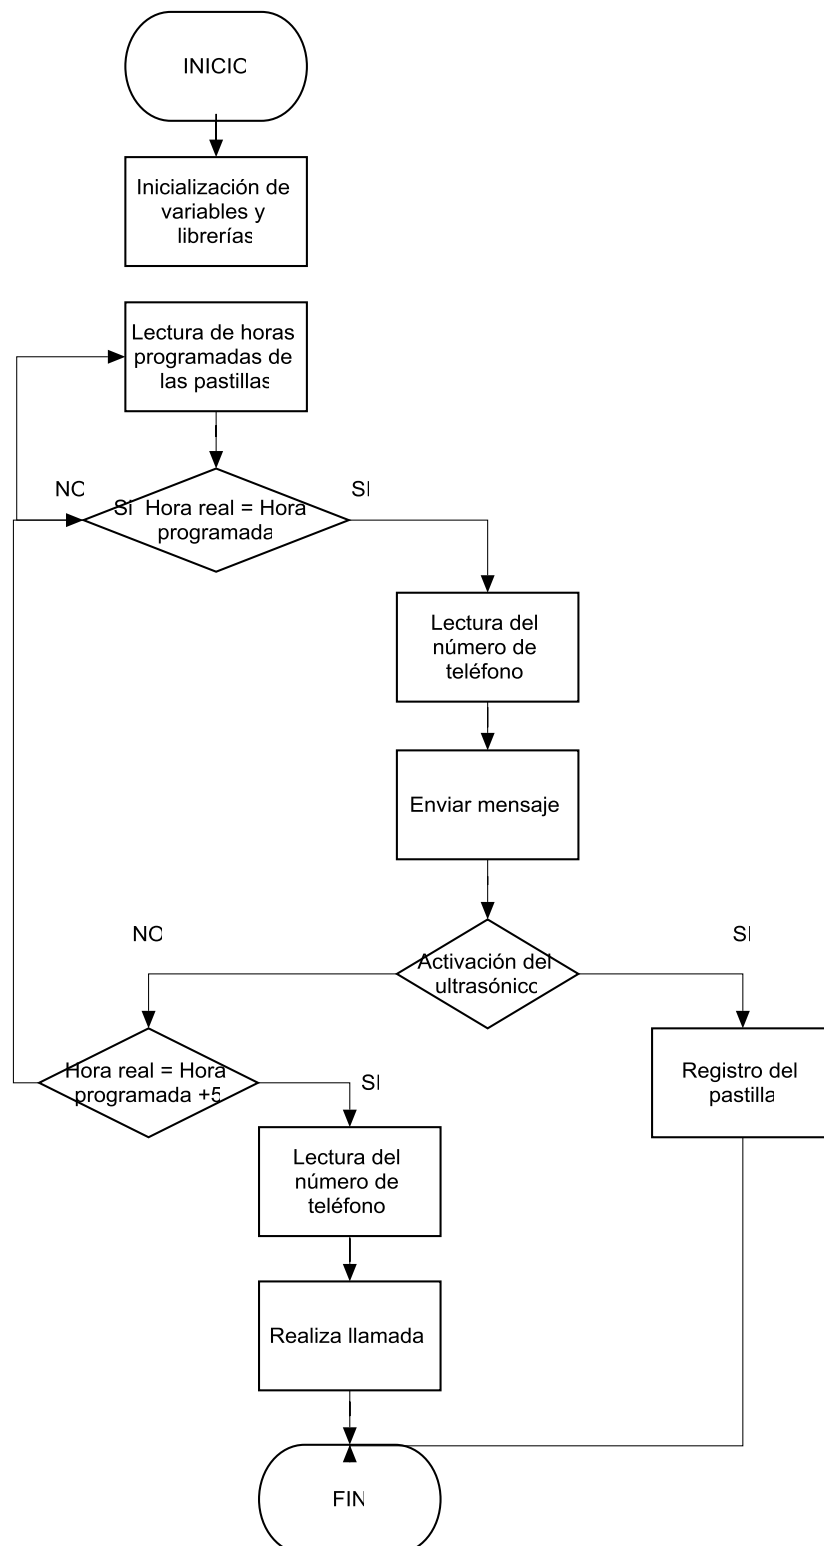 INICIO
Inicialización de
variables y
librerías
Lectura de horas
programadas de
las pastillas
NO
SI
Si Hora real = Hora
programada
Lectura del
número de
teléfono
Enviar mensaje
NO
SI
Activación del
ultrasónico
Hora real = Hora
programada +5
SI
Registro del
pastilla
Lectura del
número de
teléfono
Realiza llamada
FIN